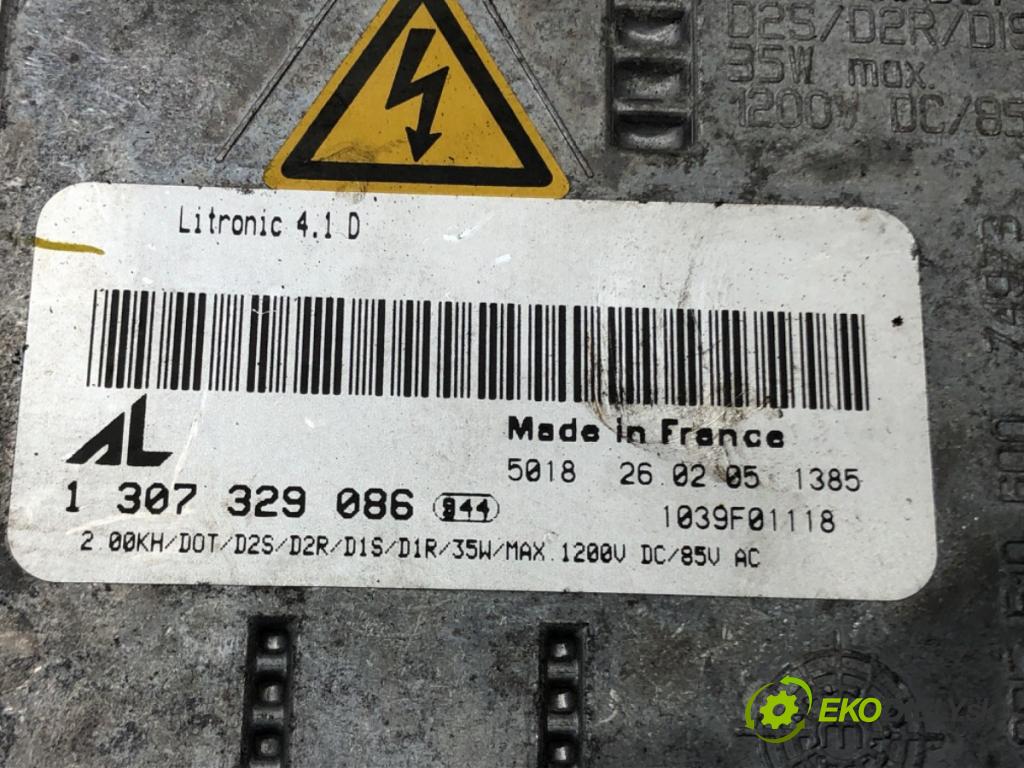 D2S/D2R/D1S
35W max.
1200V DC/85
Litronic 4.1 D
AL
Made in France
1 307 329 086 944
5018 26.02.05 1385
1039F01118
2.00KH/DOT/D2S/D2R/D1S/D1R/35W/MAX.1200V DC/85V AC
EKO